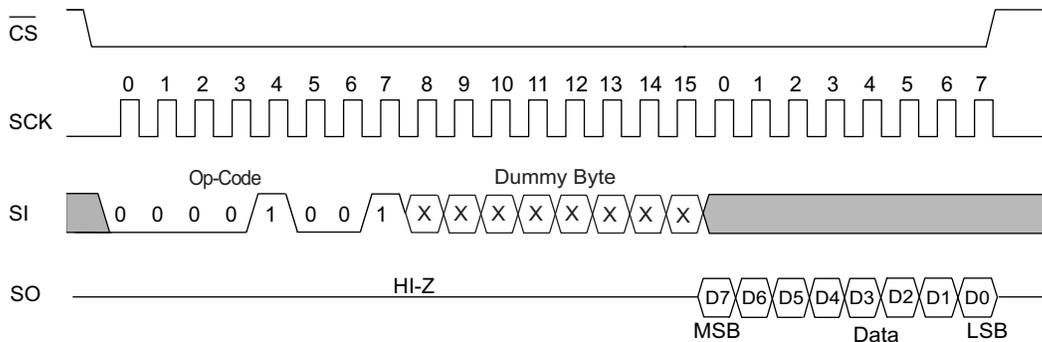 CS
0 1 2 3 4 5 6 7 8 9 10 11 12 13 14 15 0 1 2 3 4 5 6 7
SCK
Op-Code Dummy Byte
SI 0 0 0 0 1 0 0 1 X X X X X X X X
HI-Z
SO D7 D6 D5 D4 D3 D2 D1 D0
MSB Data LSB